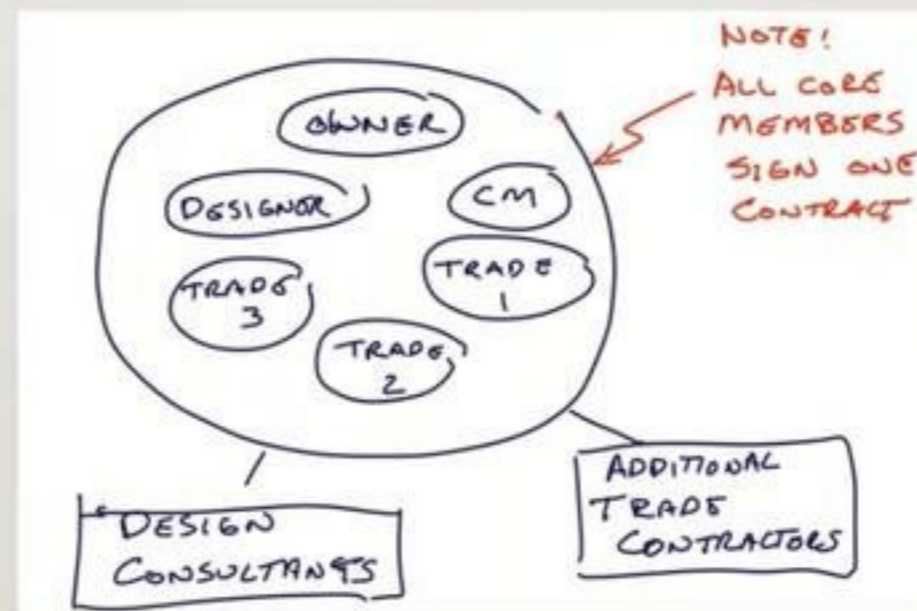 NOTE!
ALL CORE
MEMBERS
SIGN ONE
CONTRACT
OWNER
DESIGNOR
CM
TRADE
3
TRADE
1
TRADE
2
DESIGN
CONSULTANTS
ADDITIONAL
TRADE
CONTRACTORS